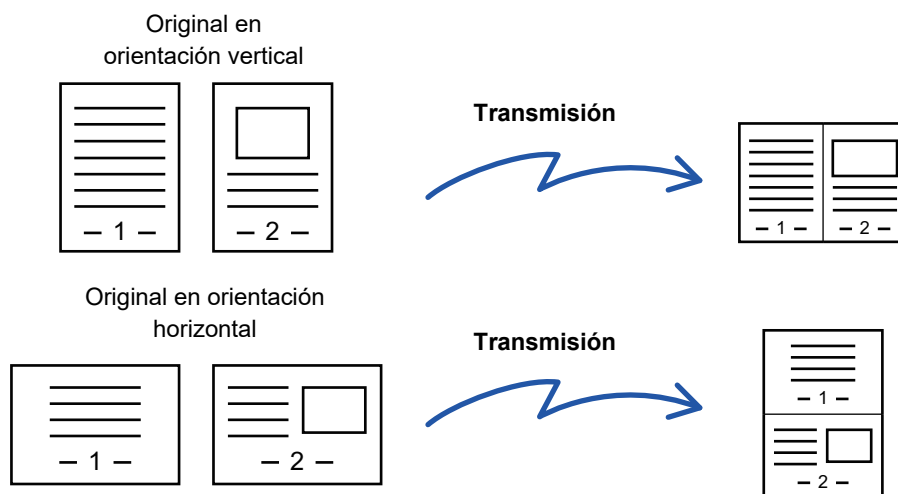 Original en
orientación vertical
Transmisión
– 1 –
– 2 –
– 1 –
– 2 –
Original en orientación
horizontal
Transmisión
– 1 –
– 2 –
– 1 –
– 2 –